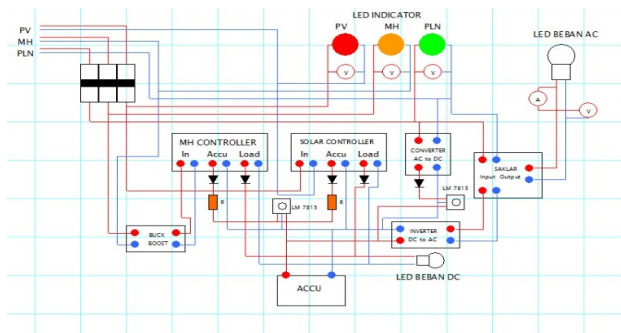 LED INDICATOR
PV MH PLN
PV
MH
PLN
LED BEBAN AC
V V V
A
V
MH CONTROLLER
In Accu Load
SOLAR CONTROLLER
In Accu Load
CONVERTER
AC to DC
SAKLAR
Input Output
R
R
LM 7815
LM 7815
BUCK
BOOST
INVERTER
DC to AC
LED BEBAN DC
ACCU